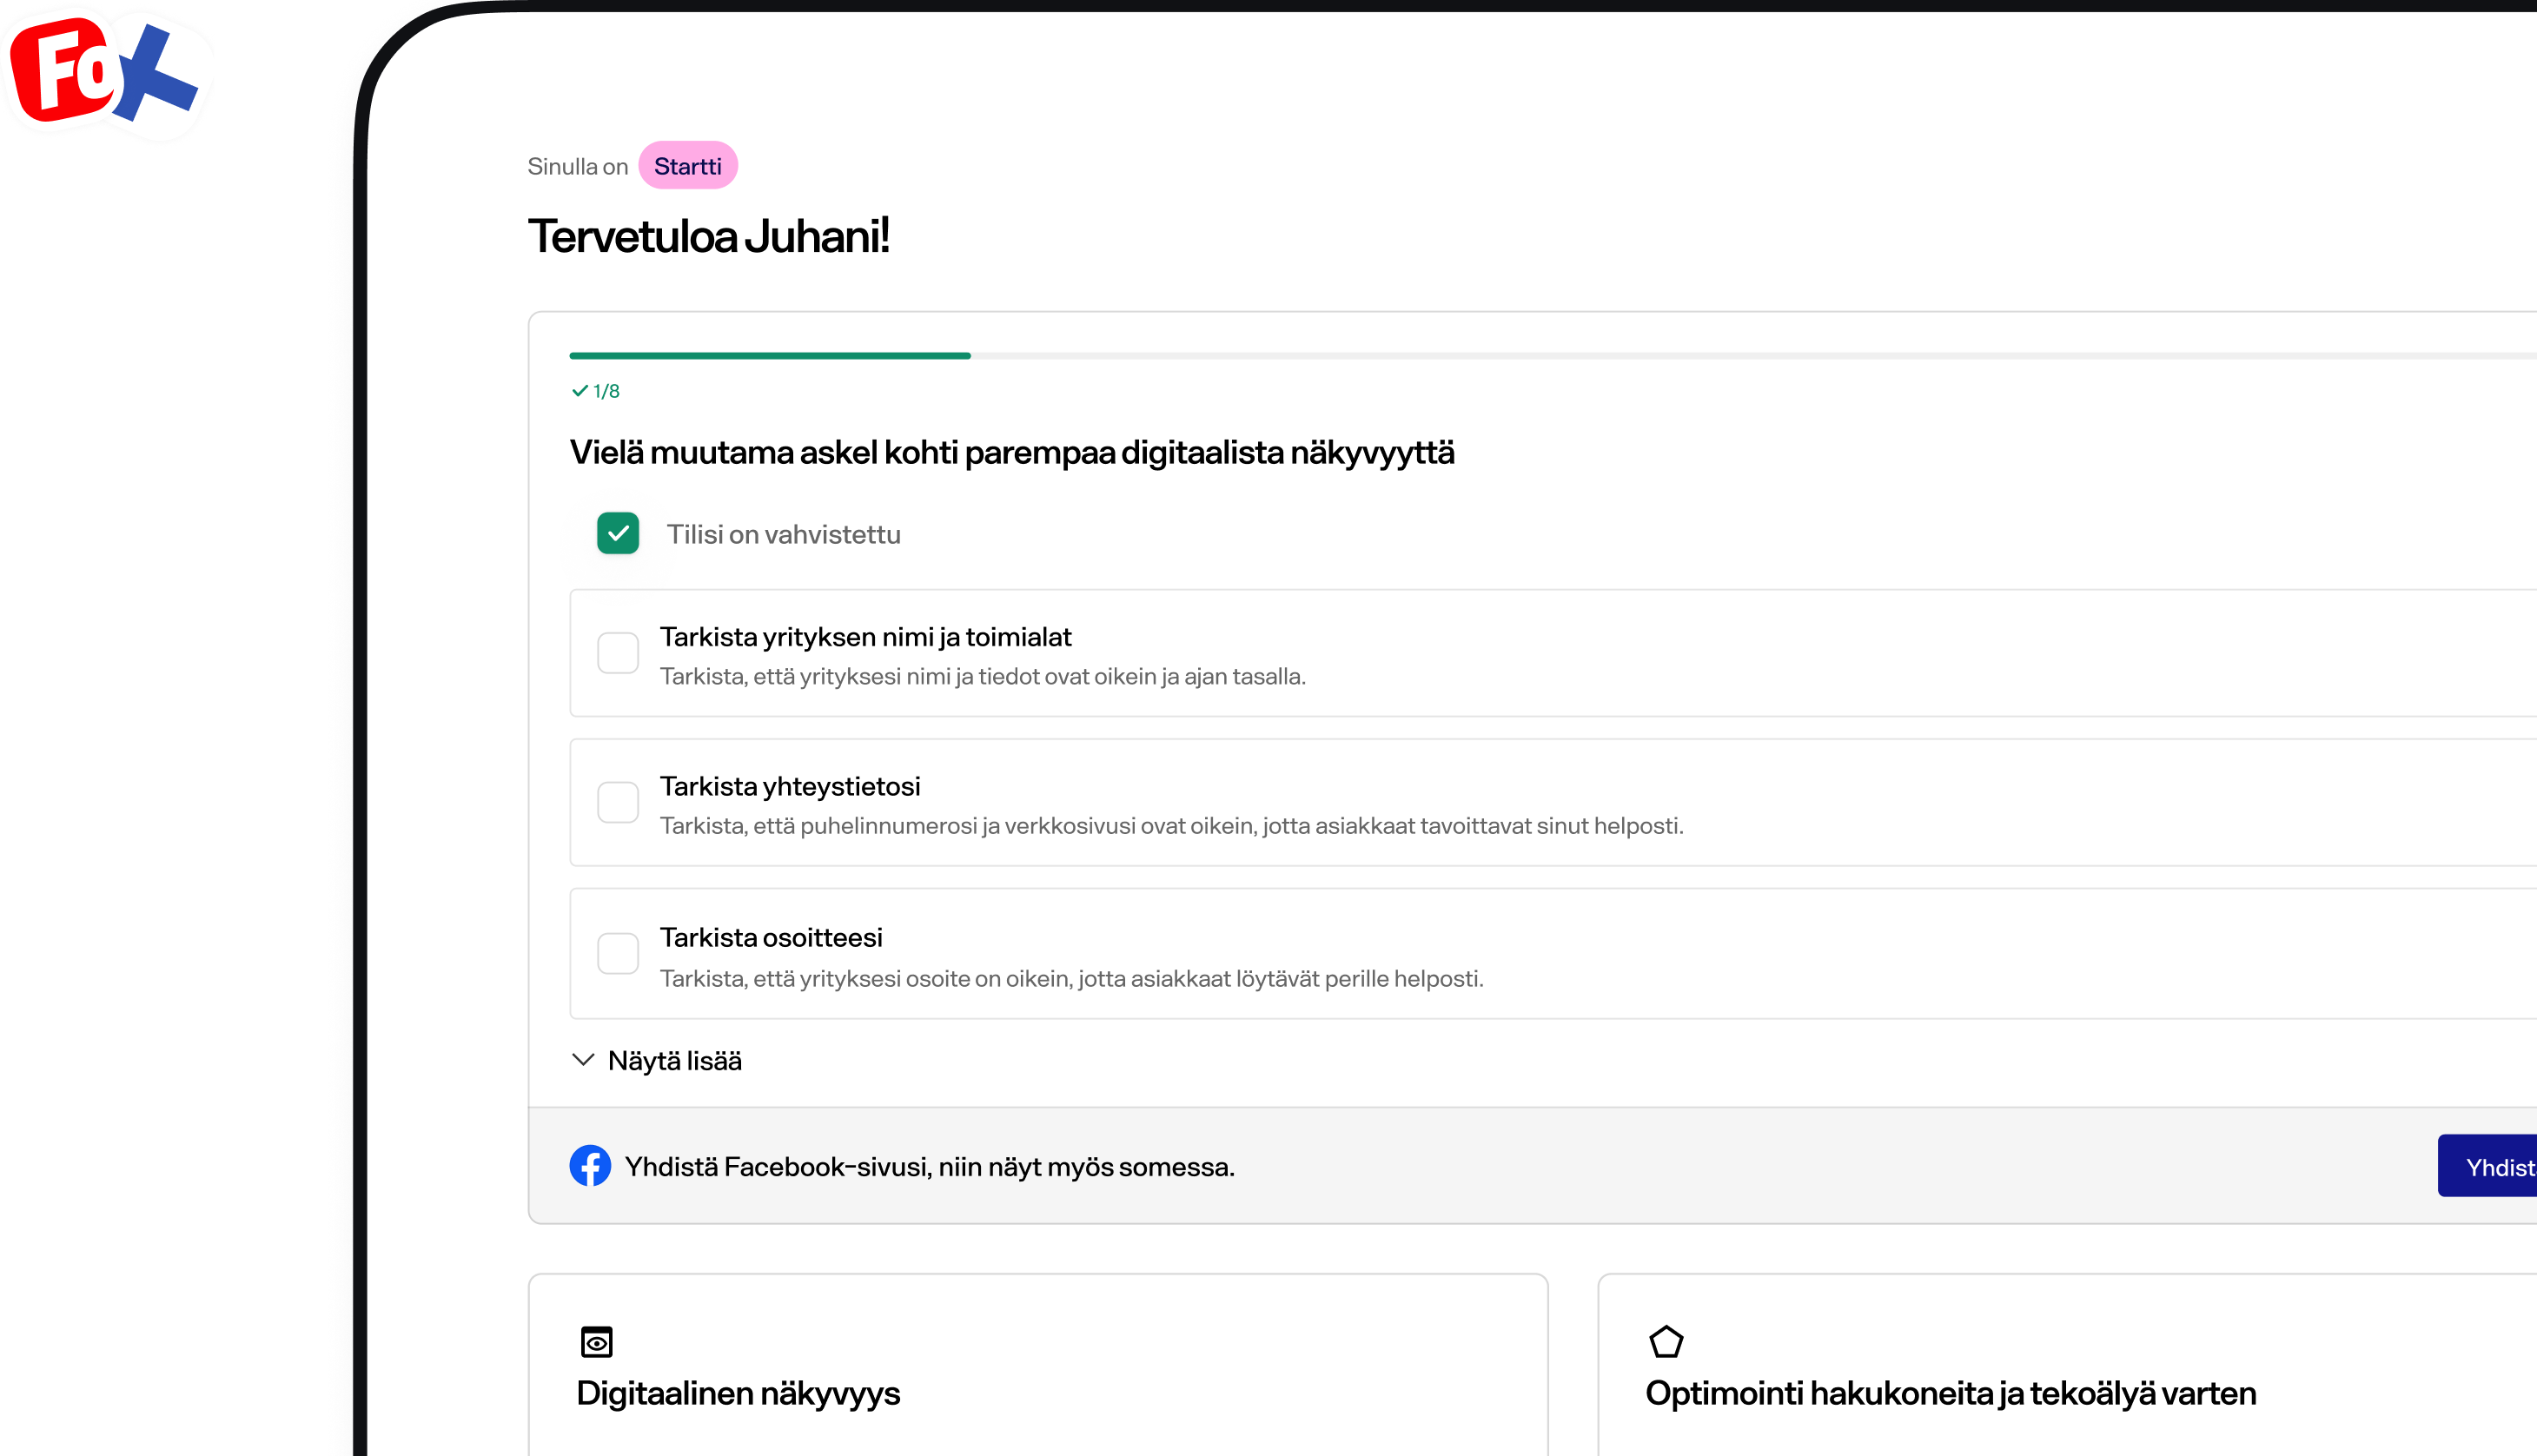 Fo
Sinulla on Startti
Tervetuloa Juhani!
1/8
Vielä muutama askel kohti parempaa digitaalista näkyvyyttä
Tilisi on vahvistettu
Tarkista yrityksen nimi ja toimialat
Tarkista, että yrityksesi nimi ja tiedot ovat oikein ja ajan tasalla.
Tarkista yhteystietosi
Tarkista, että puhelinnumerosi ja verkkosivusi ovat oikein, jotta asiakkaat tavoittavat sinut helposti.
Tarkista osoitteesi
Tarkista, että yrityksesi osoite on oikein, jotta asiakkaat löytävät perille helposti.
Näytä lisää
Yhdistä Facebook-sivusi, niin näyt myös somessa.
Digitaalinen näkyvyys
Optimointi hakukoneita ja tekoälyä varten